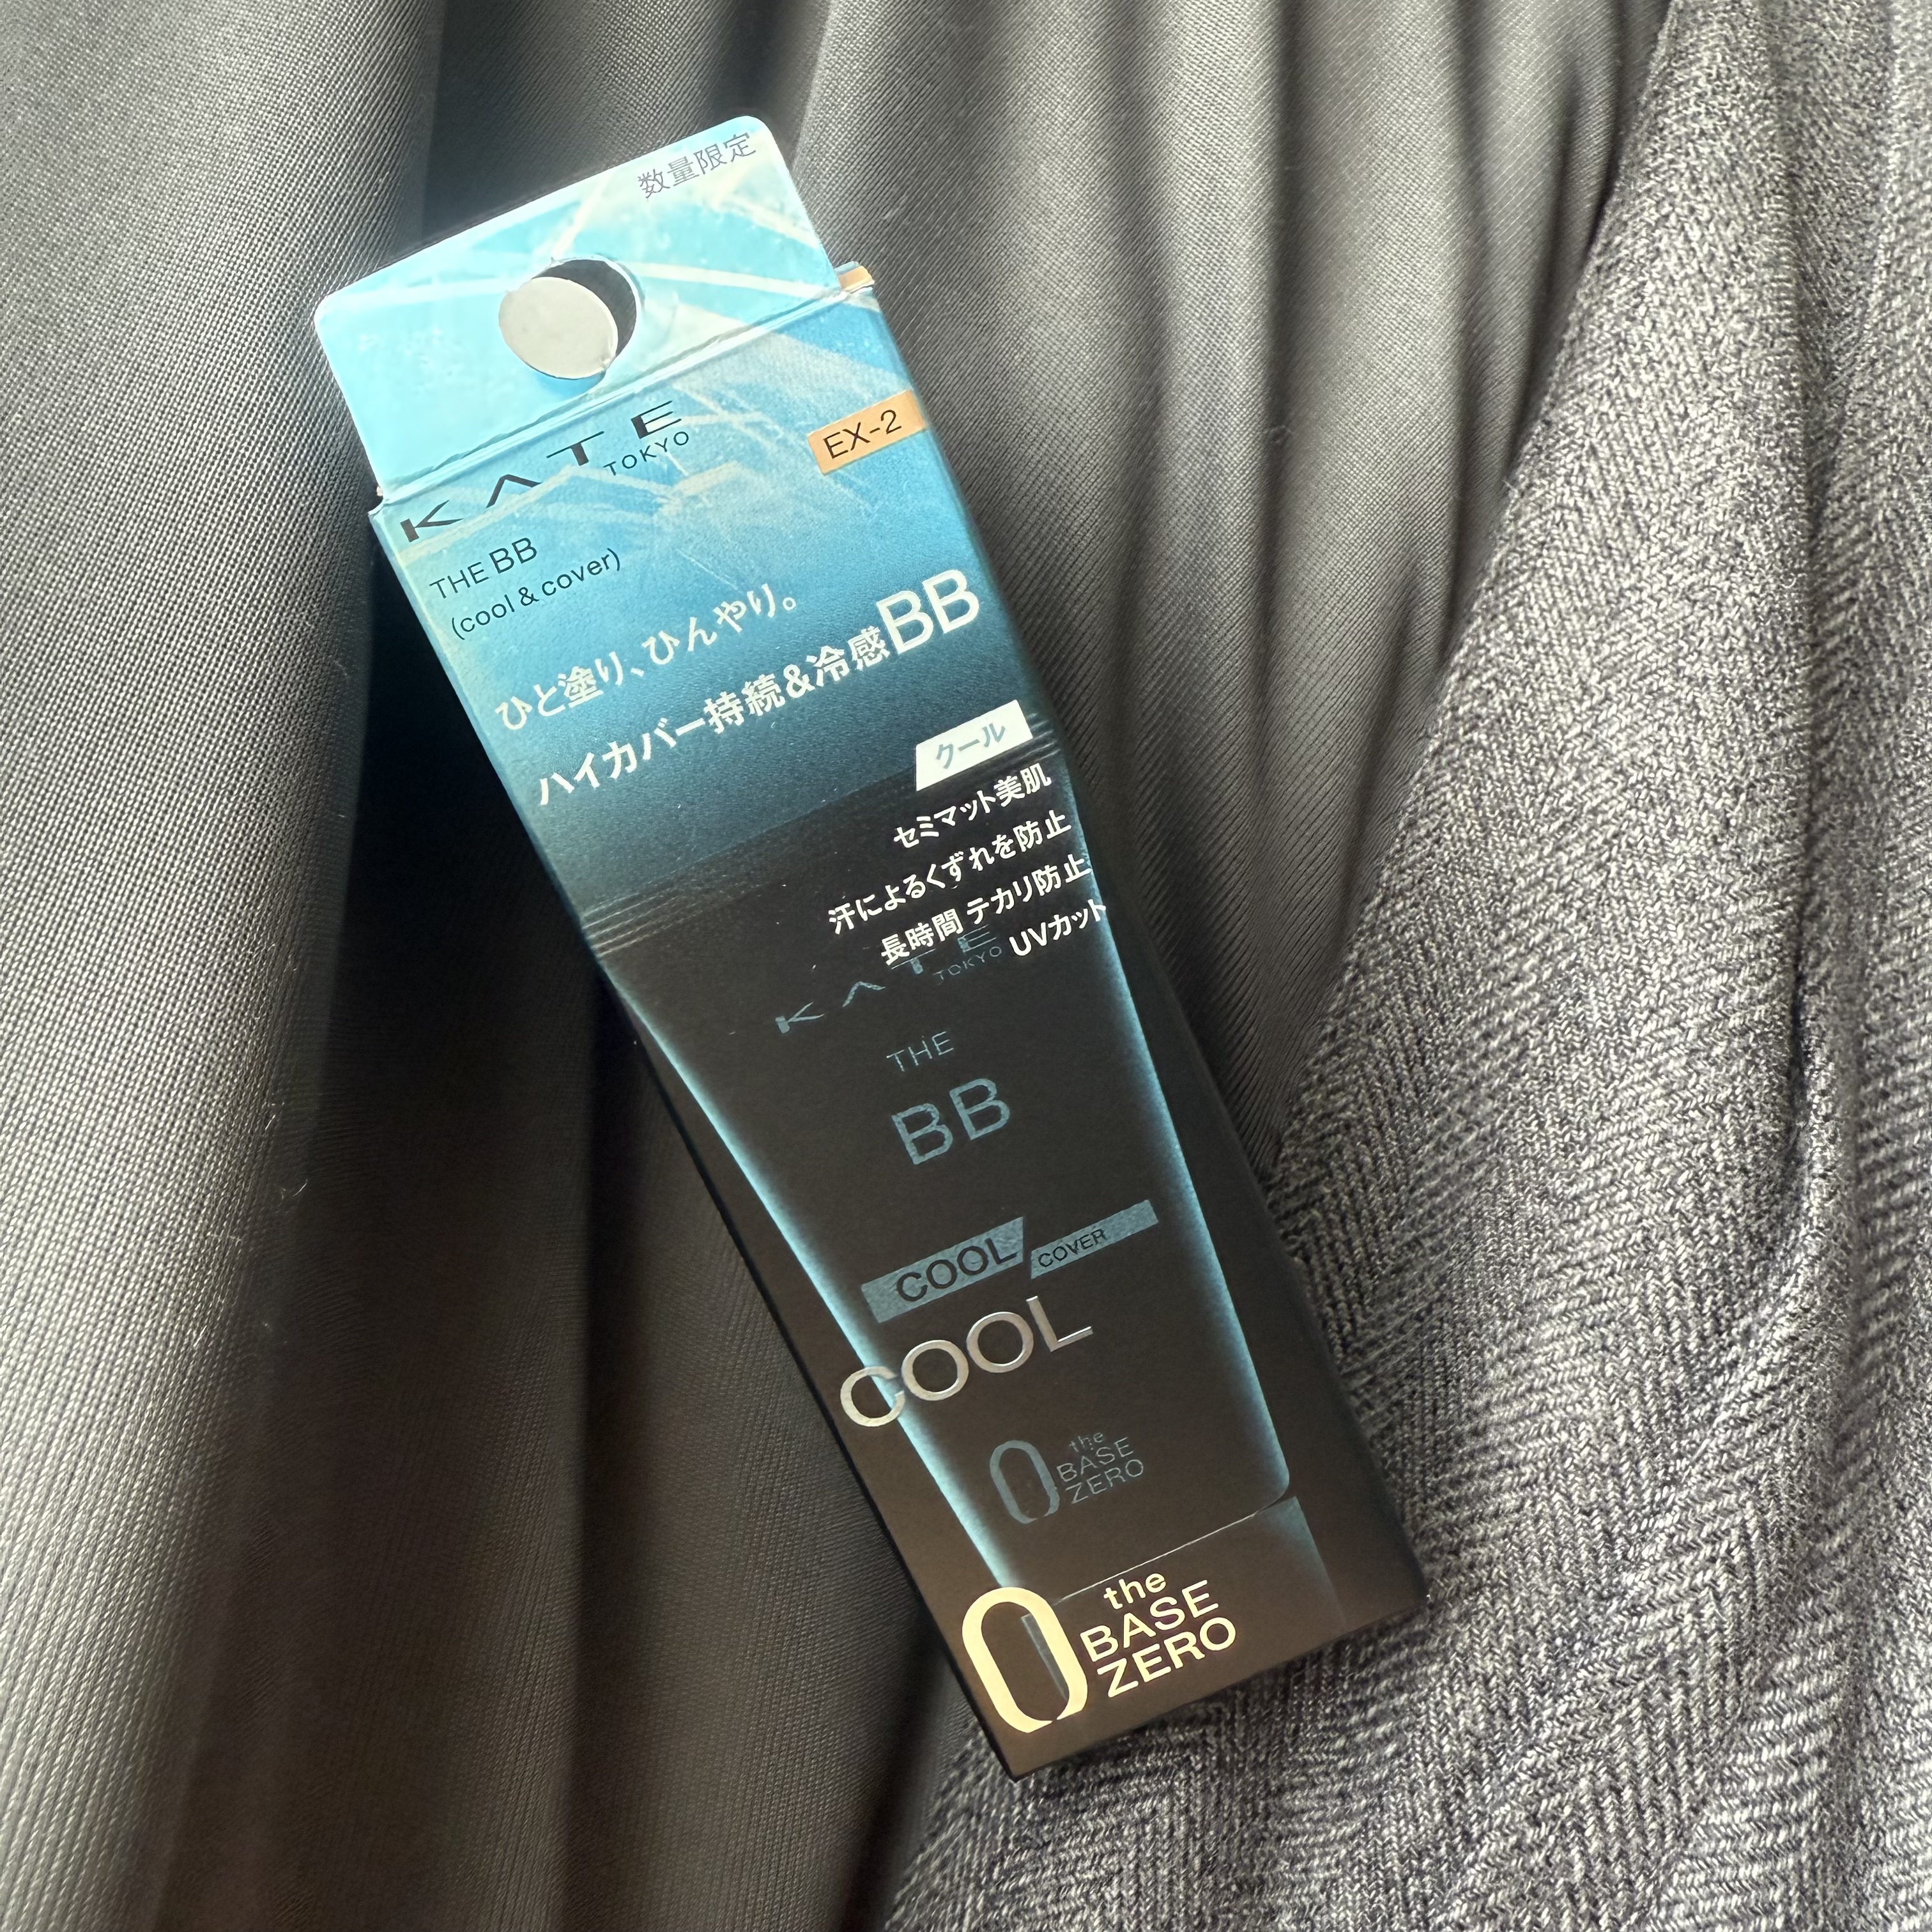 数量限定
KATE
TOKYO
EX-2
THE BB
(cool & cover)
ひと塗り、ひんやり。
ハイカバー持続&冷感BB
クール
セミマット美肌
汗によるくずれを防止
長時間 テカリ防止
UVカット
KATE
TOKYO
THE
BB
COOL COVER
COOL
0 the
BASE
ZERO
0 the
BASE
ZERO